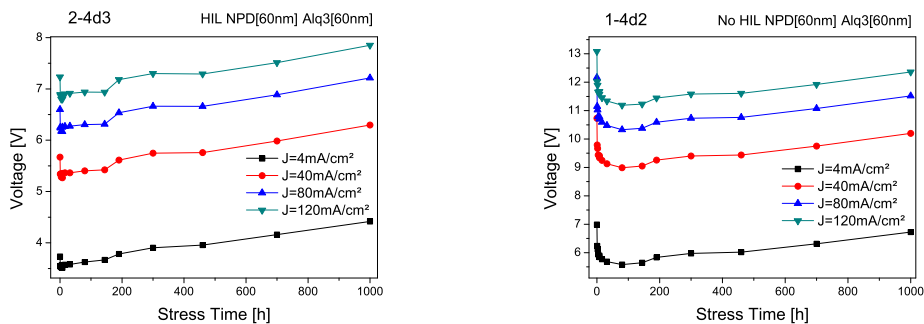 2-4d3 HIL NPD[60nm] Alq3[60nm]
8
7
6
5
4
Voltage [V]
J=4mA/cm²
J=40mA/cm²
J=80mA/cm²
J=120mA/cm²
0 200 400 600 800 1000
Stress Time [h]
1-4d2 No HIL NPD[60nm] Alq3[60nm]
13
12
11
10
9
8
7
6
Voltage [V]
J=4mA/cm²
J=40mA/cm²
J=80mA/cm²
J=120mA/cm²
0 200 400 600 800 1000
Stress Time [h]